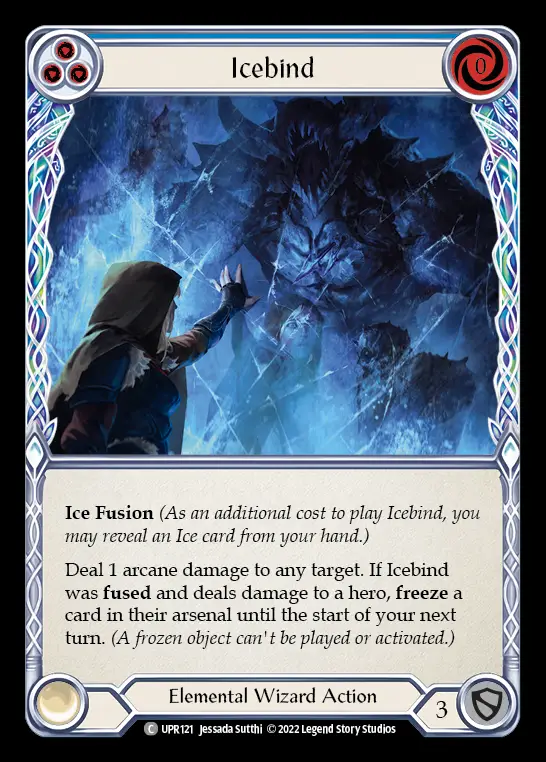 Icebind
0
Ice Fusion (As an additional cost to play Icebind, you
may reveal an Ice card from your hand.)
Deal 1 arcane damage to any target. If Icebind
was fused and deals damage to a hero, freeze a
card in their arsenal until the start of your next
turn. (A frozen object can't be played or activated.)
Elemental Wizard Action
3
C UPR121 Jessada Sutthi © 2022 Legend Story Studios